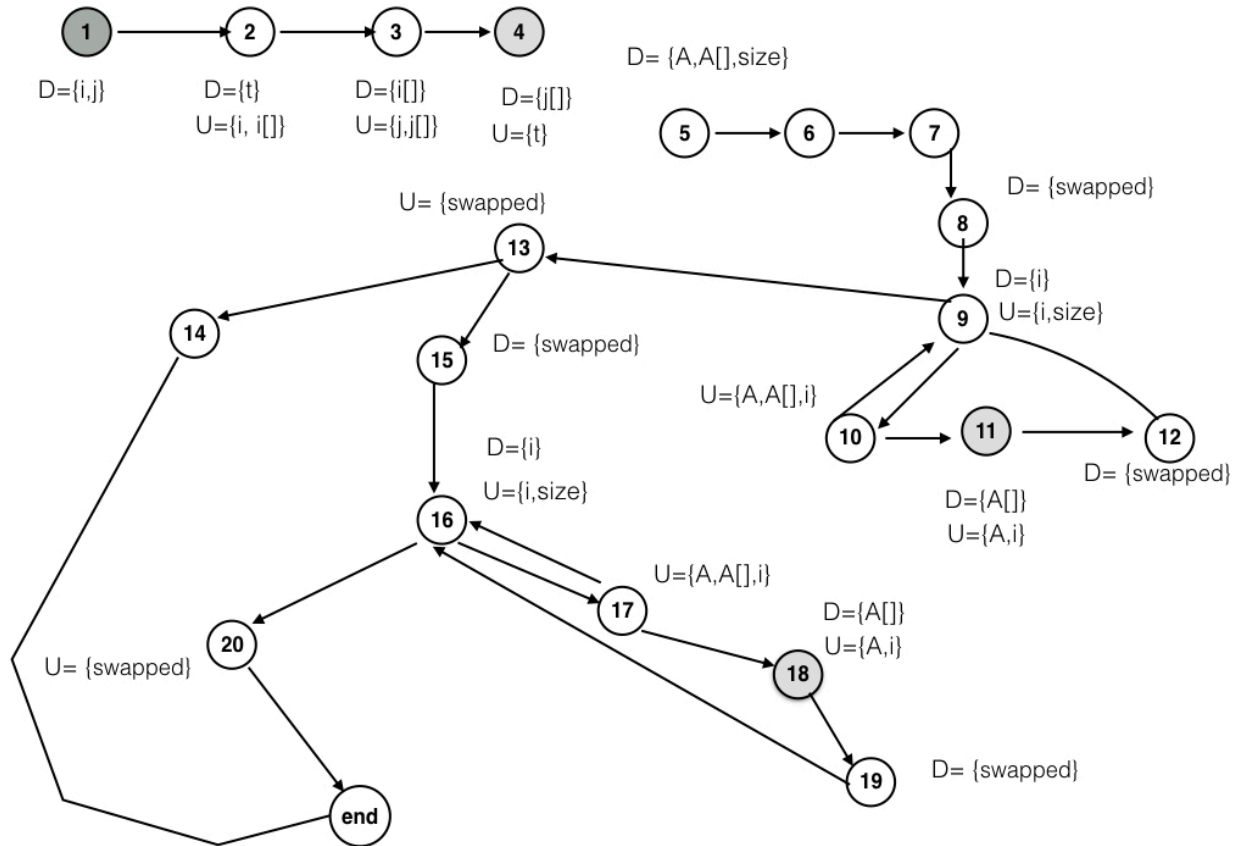 1
2
3
4
D={i,j}
D={t}
U={i, i[]}
D={i[]}
U={j,j[]}
D={j[]}
U={t}
D= {A,A[],size}
5
6
7
D= {swapped}
8
U= {swapped}
13
D={i}
U={i,size}
9
14
15
D= {swapped}
U={A,A[],i}
10
11
12
D= {swapped}
D={A[]}
U={A,i}
D={i}
U={i,size}
16
U={A,A[],i}
17
D={A[]}
U={A,i}
18
20
U= {swapped}
19
D= {swapped}
end